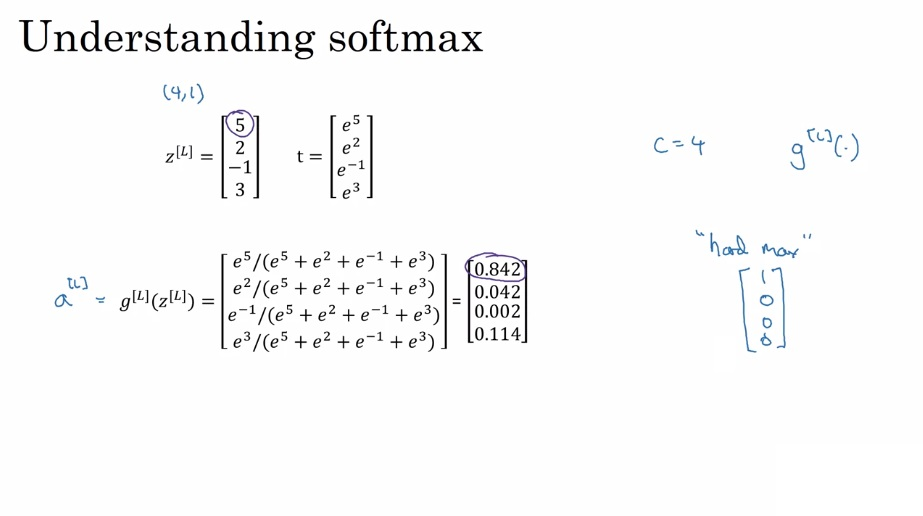 Understanding softmax
(4,1)
z^[L] = [5 2 −1 3]   t = [e^5 e^2 e^−1 e^3]
C = 4   g^[L](·)
a^[L] = g^[L](z^[L]) = [e^5/(e^5 + e^2 + e^−1 + e^3)
e^2/(e^5 + e^2 + e^−1 + e^3)
e^−1/(e^5 + e^2 + e^−1 + e^3)
e^3/(e^5 + e^2 + e^−1 + e^3)] = [0.842
0.042
0.002
0.114]
"hard max"
[1
0
0
0]